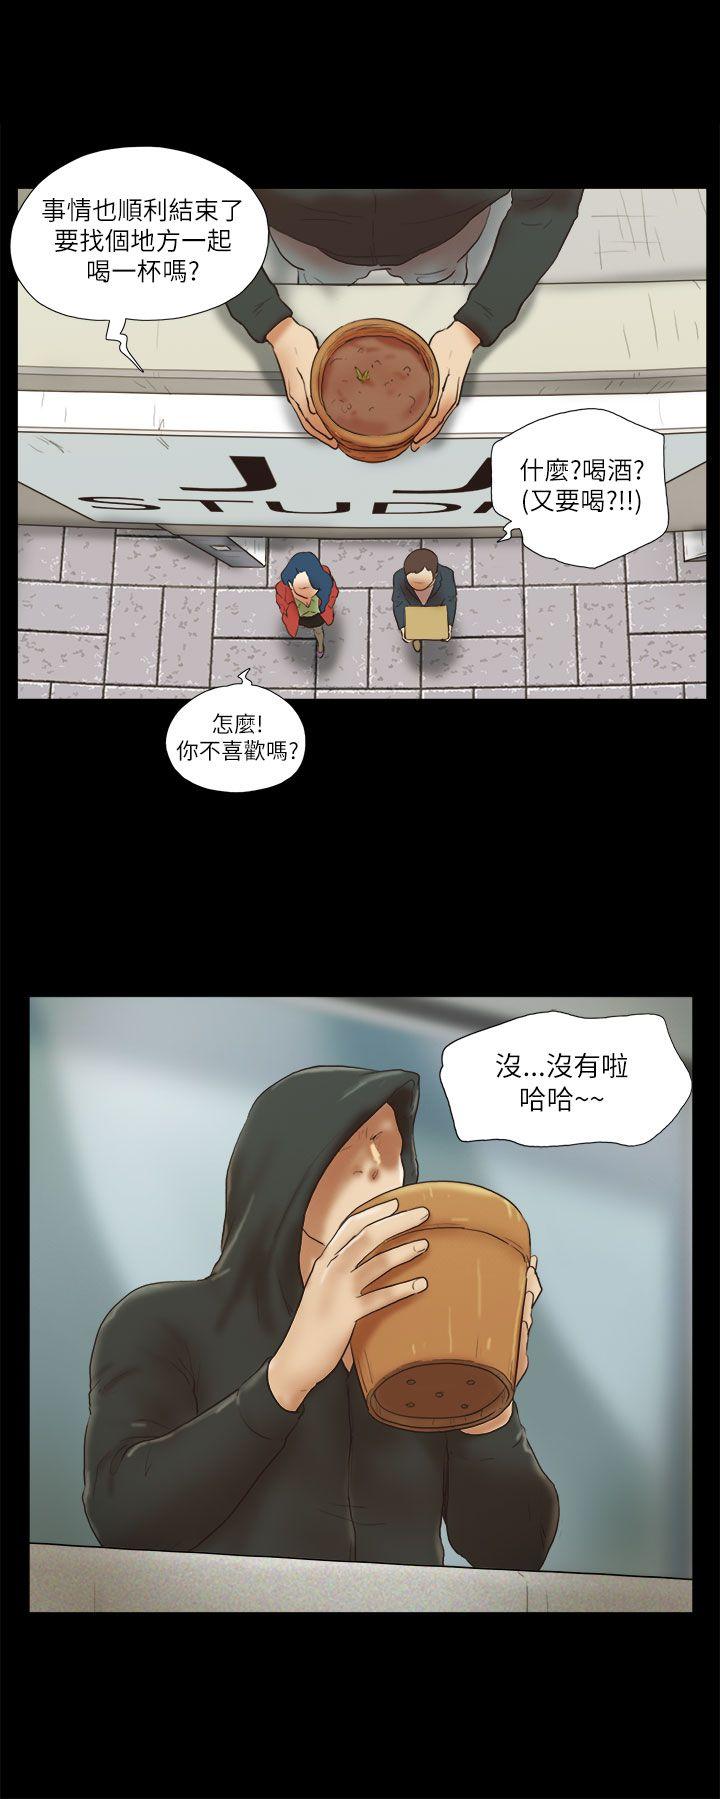 事情也順利結束了
要找個地方一起
喝一杯嗎?
什麼?喝酒?
(又要喝?!!)
J J
STUDI
怎麼!
你不喜歡嗎?
沒...沒有啦
哈哈~~